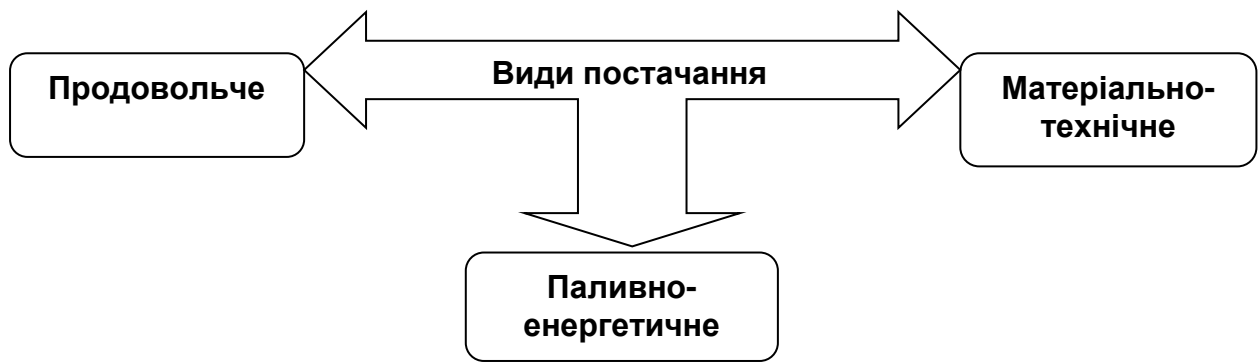 Види постачання
Продовольче
Матеріально-
технічне
Паливно-
енергетичне